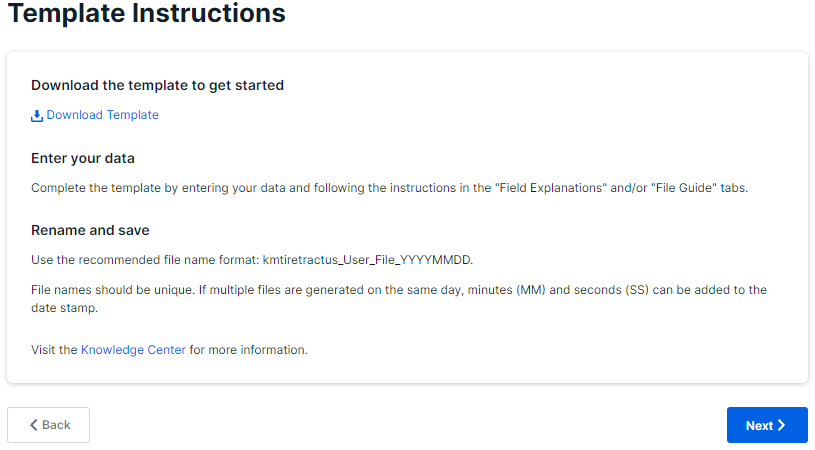 Template Instructions
Download the template to get started
Download Template
Enter your data
Complete the template by entering your data and following the instructions in the "Field Explanations" and/or "File Guide" tabs.
Rename and save
Use the recommended file name format: kmtiretractus_User_File_YYYYMMDD.
File names should be unique. If multiple files are generated on the same day, minutes (MM) and seconds (SS) can be added to the
date stamp.
Visit the Knowledge Center for more information.
Back
Next